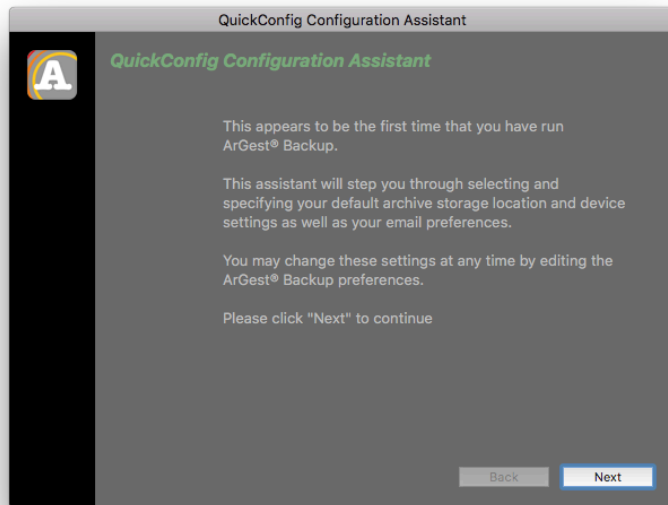 QuickConfig Configuration Assistant
A
QuickConfig Configuration Assistant
This appears to be the first time that you have run
ArGest® Backup.
This assistant will step you through selecting and
specifying your default archive storage location and device
settings as well as your email preferences.
You may change these settings at any time by editing the
ArGest® Backup preferences.
Please click "Next" to continue
Back
Next